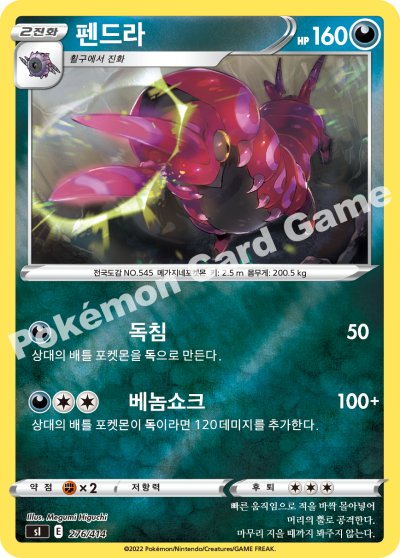 2진화
펜드라
HP 160
휠구에서 진화
전국도감 NO.545 메가지네포켓몬 키: 2.5 m 몸무게: 200.5 kg
Pokémon Card Game
독침 50
상대의 배틀 포켓몬을 독으로 만든다.
베놈쇼크 100+
상대의 배틀 포켓몬이 독이라면 120데미지를 추가한다.
약점 ×2 저항력 후퇴
Illus. Megumi Higuchi
sI E 276/414
빠른 움직임으로 적을 바짝 몰아넣어
머리의 뿔로 공격한다.
마무리 지을 때까지 봐주지 않는다.
©2022 Pokémon/Nintendo/Creatures/GAME FREAK.